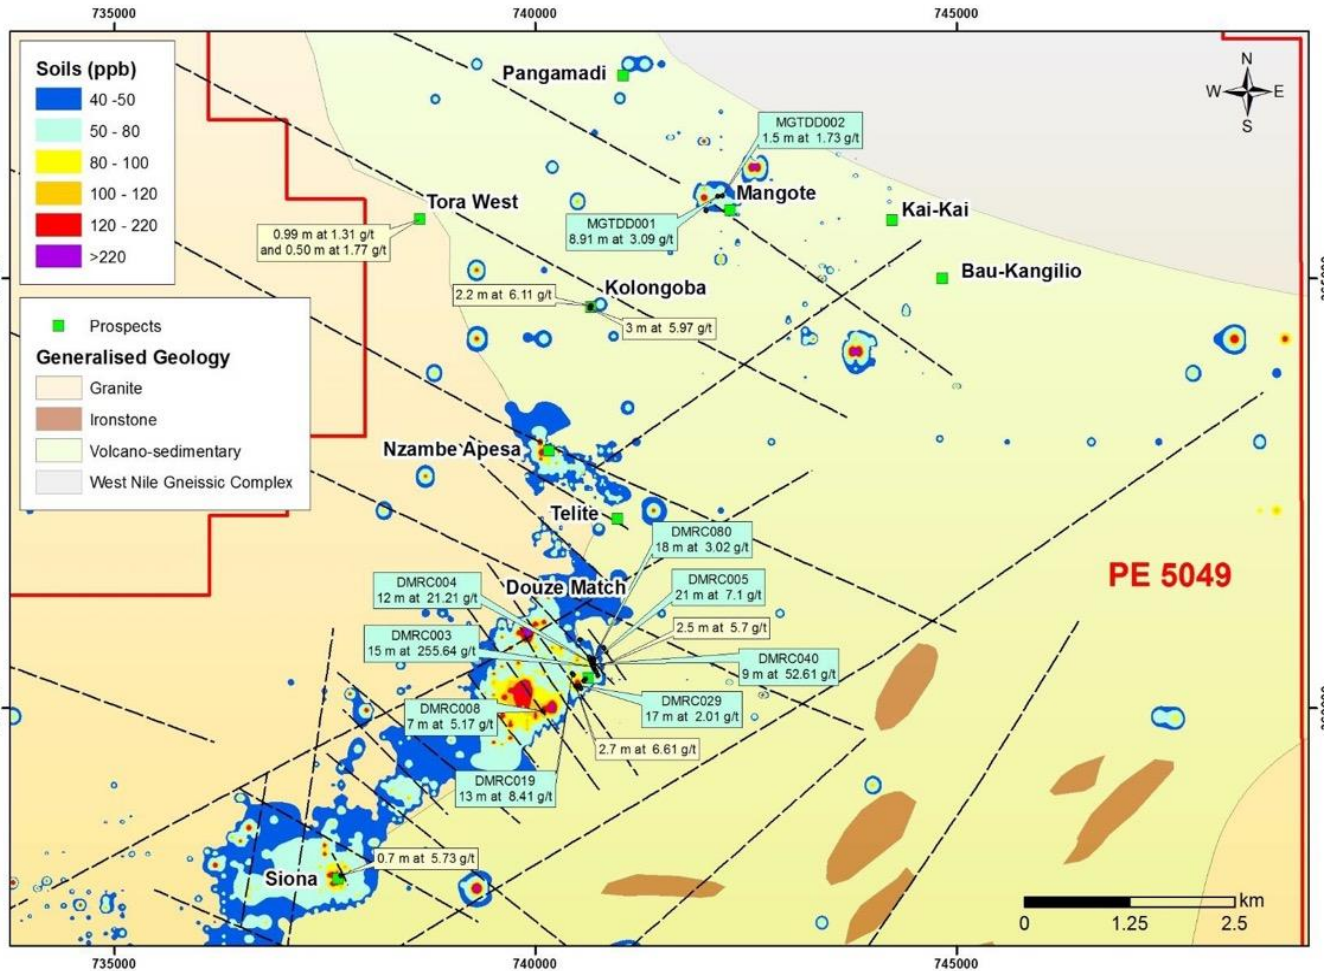 735000
740000
745000
Soils (ppb)
40 -50
50 - 80
80 - 100
100 - 120
120 - 220
>220
Prospects
Generalised Geology
Granite
Ironstone
Volcano-sedimentary
West Nile Gneissic Complex
N
W
E
S
Pangamadi
MGTDD002
1.5 m at 1.73 g/t
Mangote
Tora West
Kai-Kai
0.99 m at 1.31 g/t
and 0.50 m at 1.77 g/t
MGTDD001
8.91 m at 3.09 g/t
Bau-Kangilio
Kolongoba
2.2 m at 6.11 g/t
3 m at 5.97 g/t
Nzambe Apesa
Telite
DMRC080
18 m at 3.02 g/t
PE 5049
Douze Match
DMRC004
12 m at 21.21 g/t
DMRC005
21 m at 7.1 g/t
2.5 m at 5.7 g/t
DMRC003
15 m at 255.64 g/t
DMRC040
9 m at 52.61 g/t
DMRC008
7 m at 5.17 g/t
DMRC029
17 m at 2.01 g/t
2.7 m at 6.61 g/t
DMRC019
13 m at 8.41 g/t
0.7 m at 5.73 g/t
Siona
km
0
1.25
2.5
735000
740000
745000